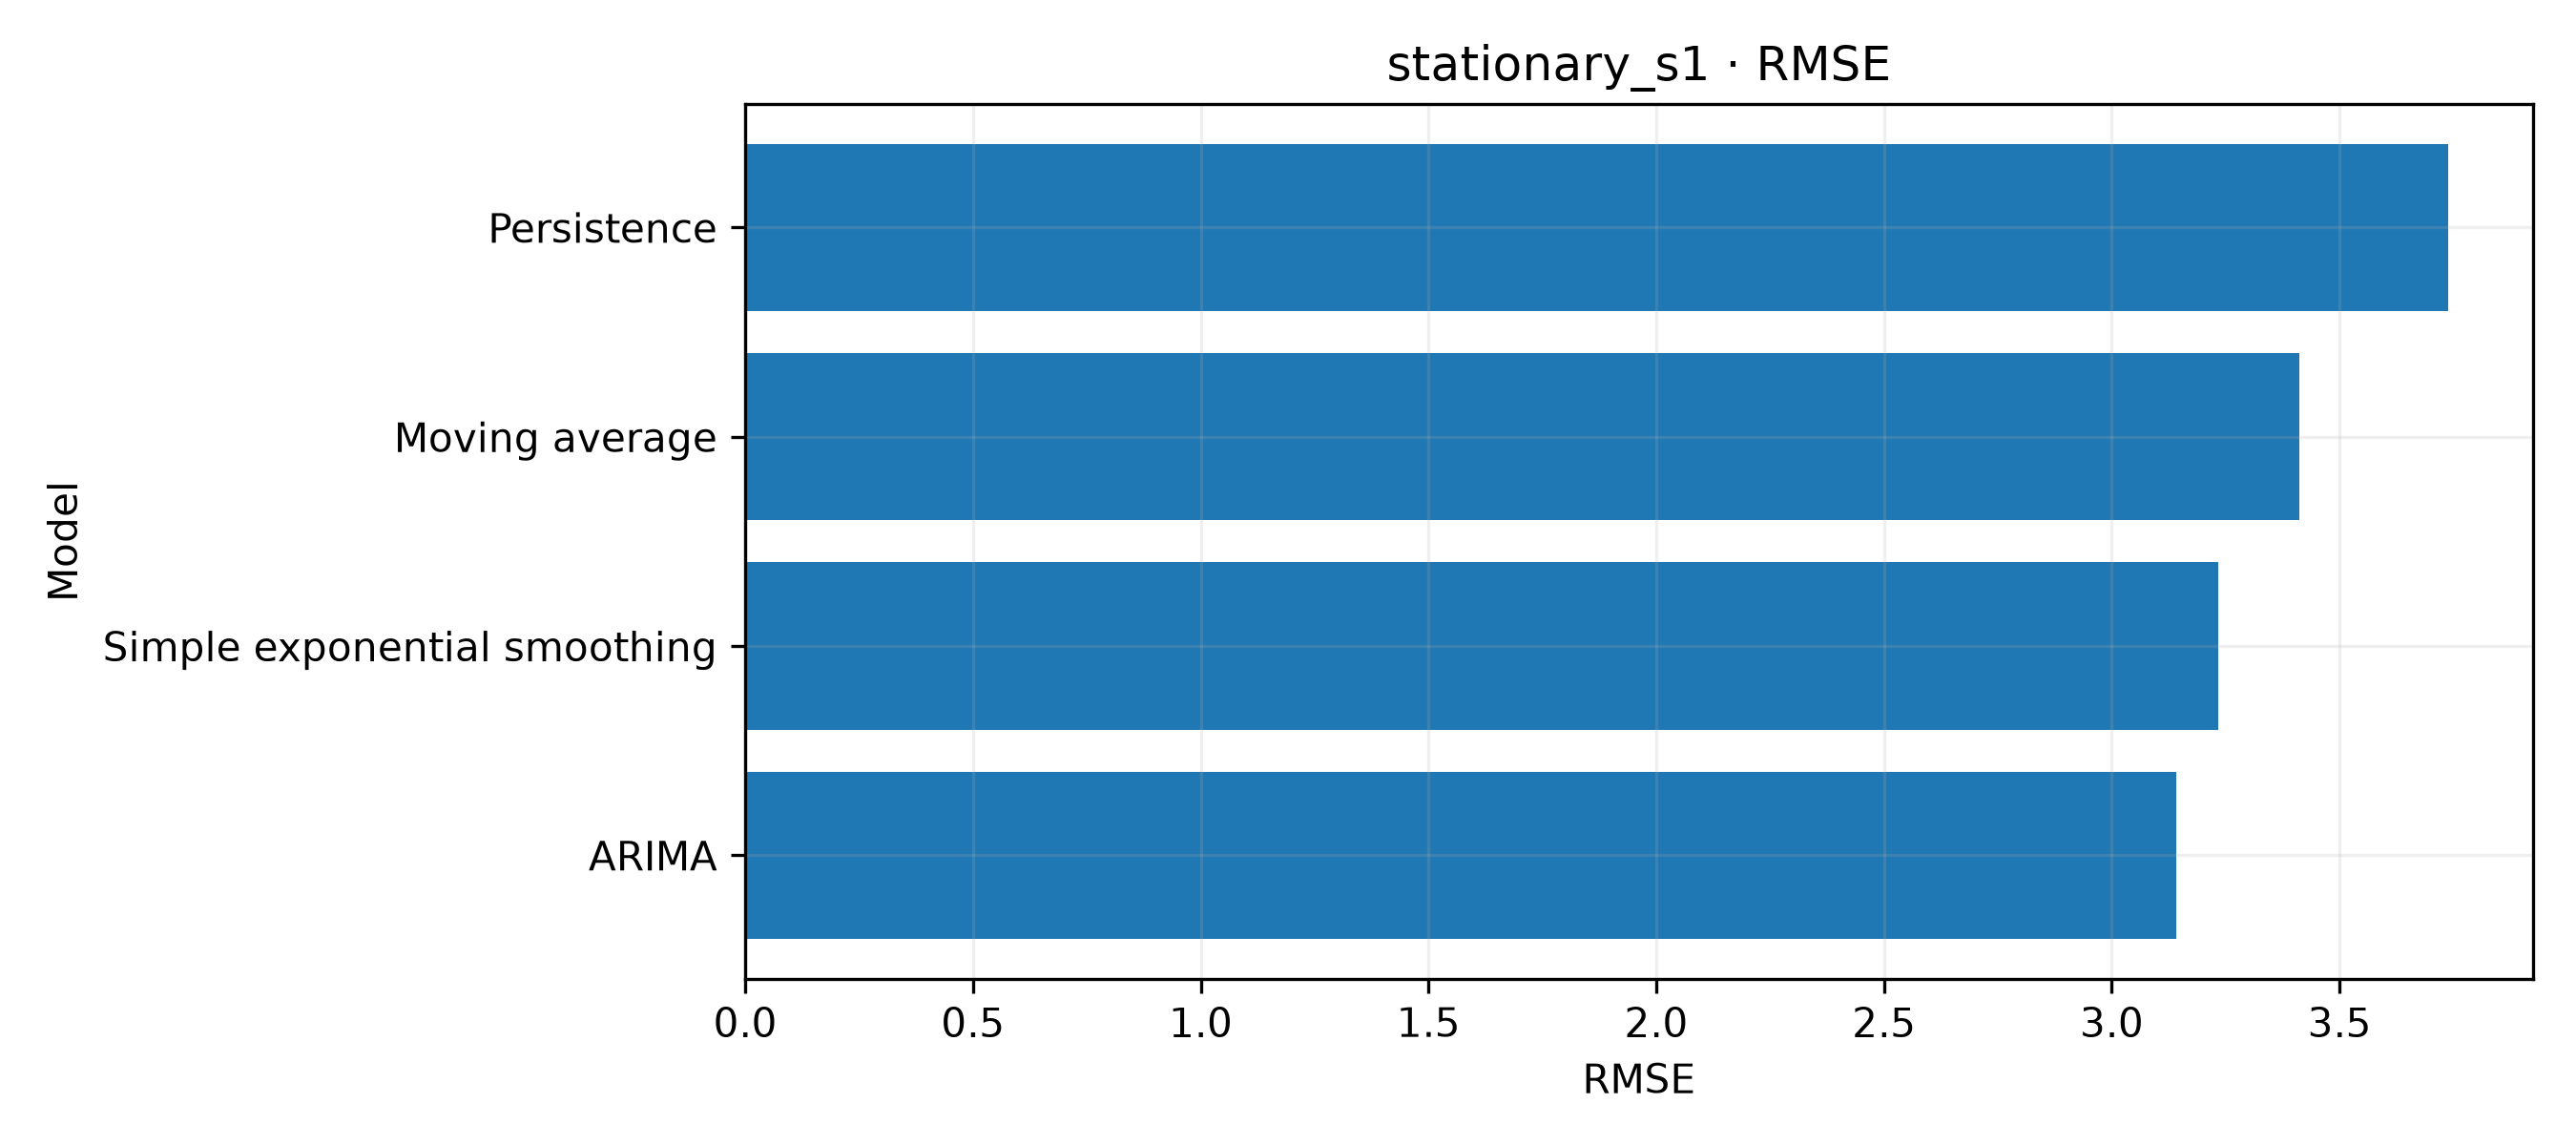 stationary_s1 · RMSE
Persistence
Moving average
Simple exponential smoothing
ARIMA
Model
0.0 0.5 1.0 1.5 2.0 2.5 3.0 3.5
RMSE